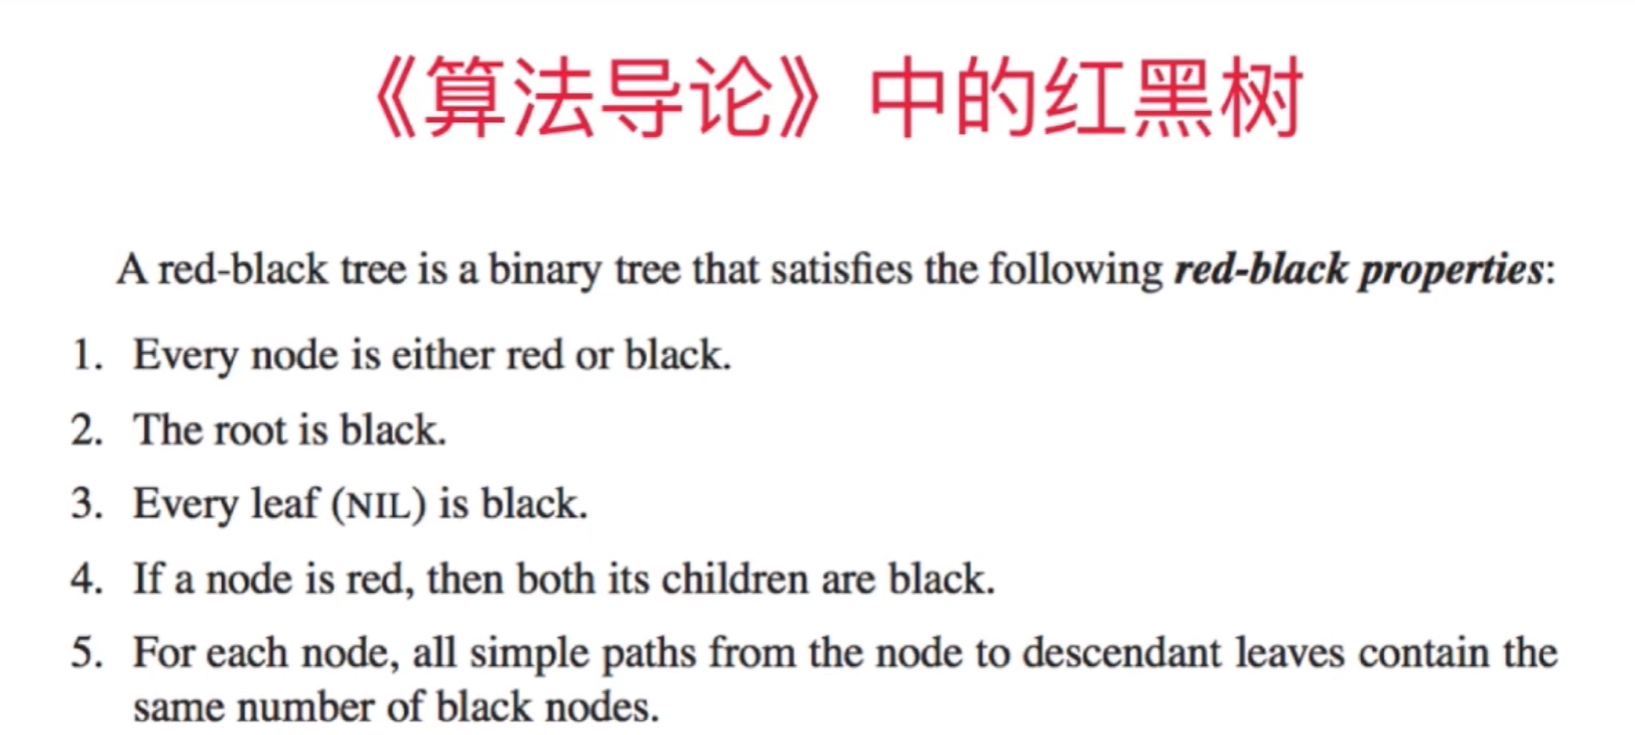 《算法导论》中的红黑树
A red-black tree is a binary tree that satisfies the following red-black properties:
1. Every node is either red or black.
2. The root is black.
3. Every leaf (NIL) is black.
4. If a node is red, then both its children are black.
5. For each node, all simple paths from the node to descendant leaves contain the
same number of black nodes.